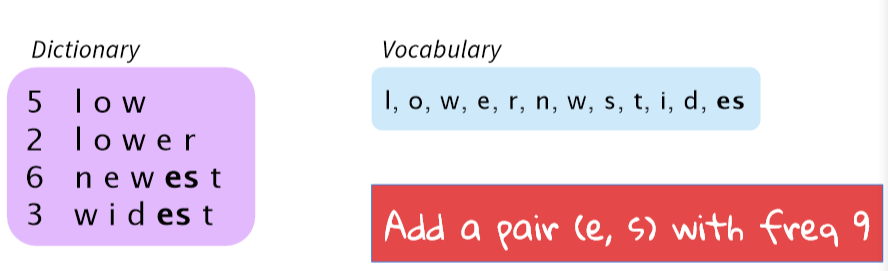 Dictionary
5 l o w
2 l o w e r
6 n e w es t
3 w i d es t
Vocabulary
l, o, w, e, r, n, w, s, t, i, d, es
Add a pair (e, s) with freq 9